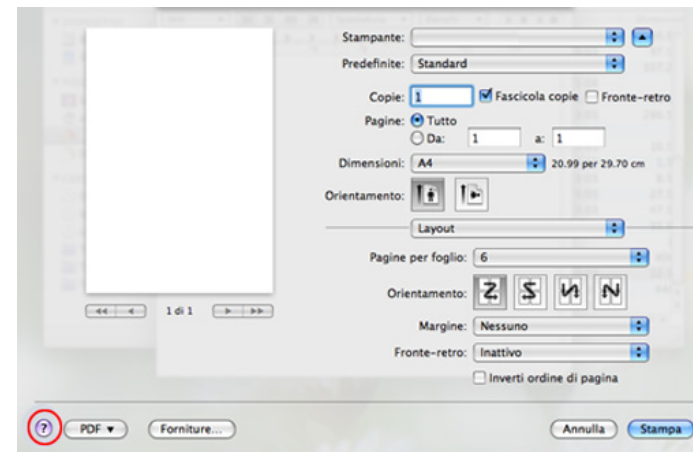 Stampante:
Predefinite: Standard
Copie: 1 Fascicola copie Fronte-retro
Pagine: Tutto
Da: 1 a: 1
Dimensioni: A4 20.99 per 29.70 cm
Orientamento:
Layout
Pagine per foglio: 6
Orientamento:
1 di 1
Margine: Nessuno
Fronte-retro: Inattivo
Inverti ordine di pagina
? PDF Forniture... Annulla Stampa